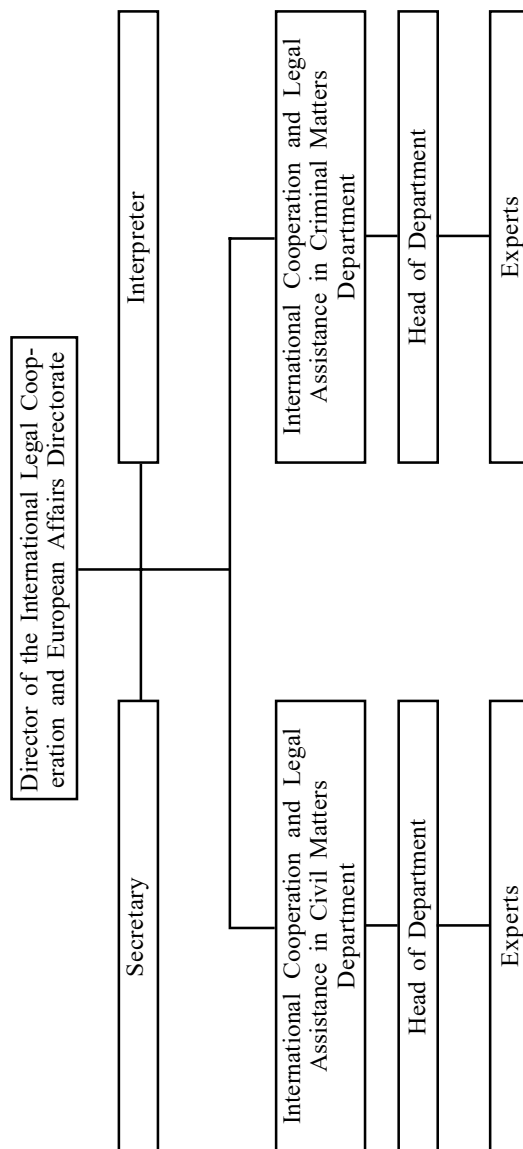 Director of the International Legal Coop-
eration and European Affairs Directorate
Secretary
Interpreter
International Cooperation and Legal
Assistance in Civil Matters
Department
International Cooperation and Legal
Assistance in Criminal Matters
Department
Head of Department
Head of Department
Experts
Experts